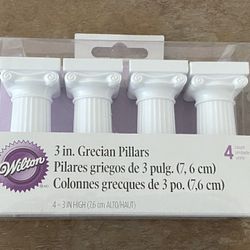 Wilton
3 in. Grecian Pillars
Pilares griegos de 3 pulg. (7, 6 cm)
Colonnes grecques de 3 po. (7,6 cm)
4
4 – 3 IN HIGH (7.6 cm ALTO/HAUT)